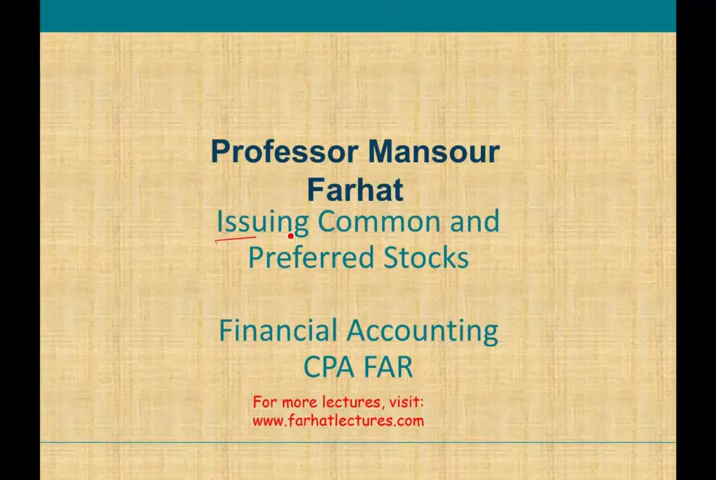 Professor Mansour
Farhat
Issuing Common and
Preferred Stocks
Financial Accounting
CPA FAR
For more lectures, visit:
www.farhatlectures.com